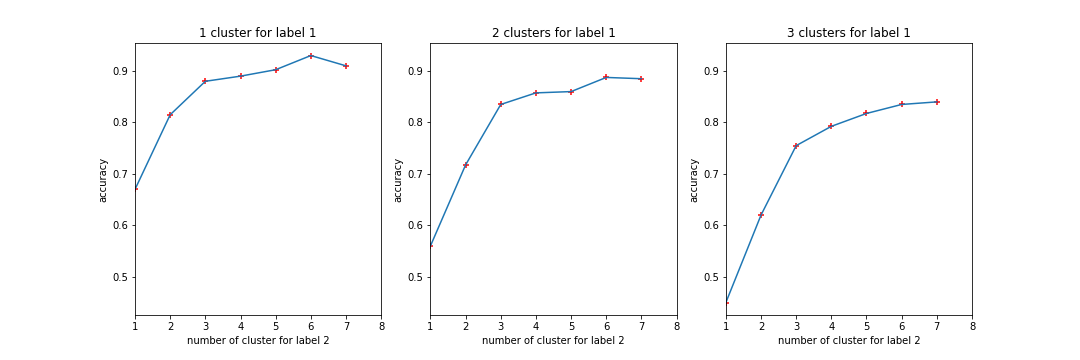 1 cluster for label 1
0.9
0.8
0.7
0.6
0.5
accuracy
1 2 3 4 5 6 7 8
number of cluster for label 2
2 clusters for label 1
0.9
0.8
0.7
0.6
0.5
accuracy
1 2 3 4 5 6 7 8
number of cluster for label 2
3 clusters for label 1
0.9
0.8
0.7
0.6
0.5
accuracy
1 2 3 4 5 6 7 8
number of cluster for label 2